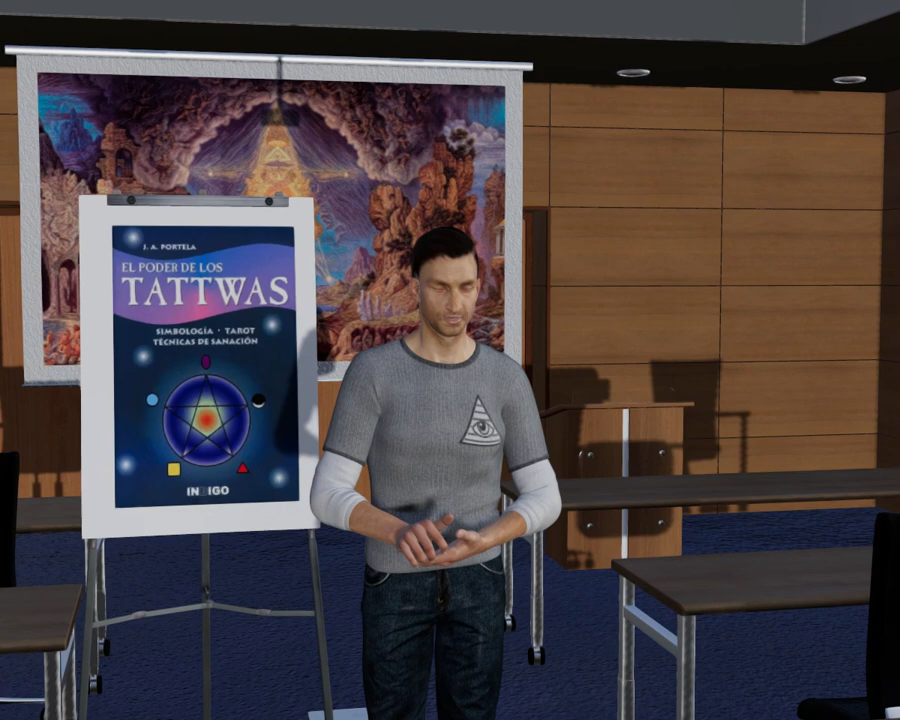 J. A. PORTELA
EL PODER DE LOS
TATTWAS
SIMBOLOGÍA · TAROT
TÉCNICAS DE SANACIÓN
INDIGO